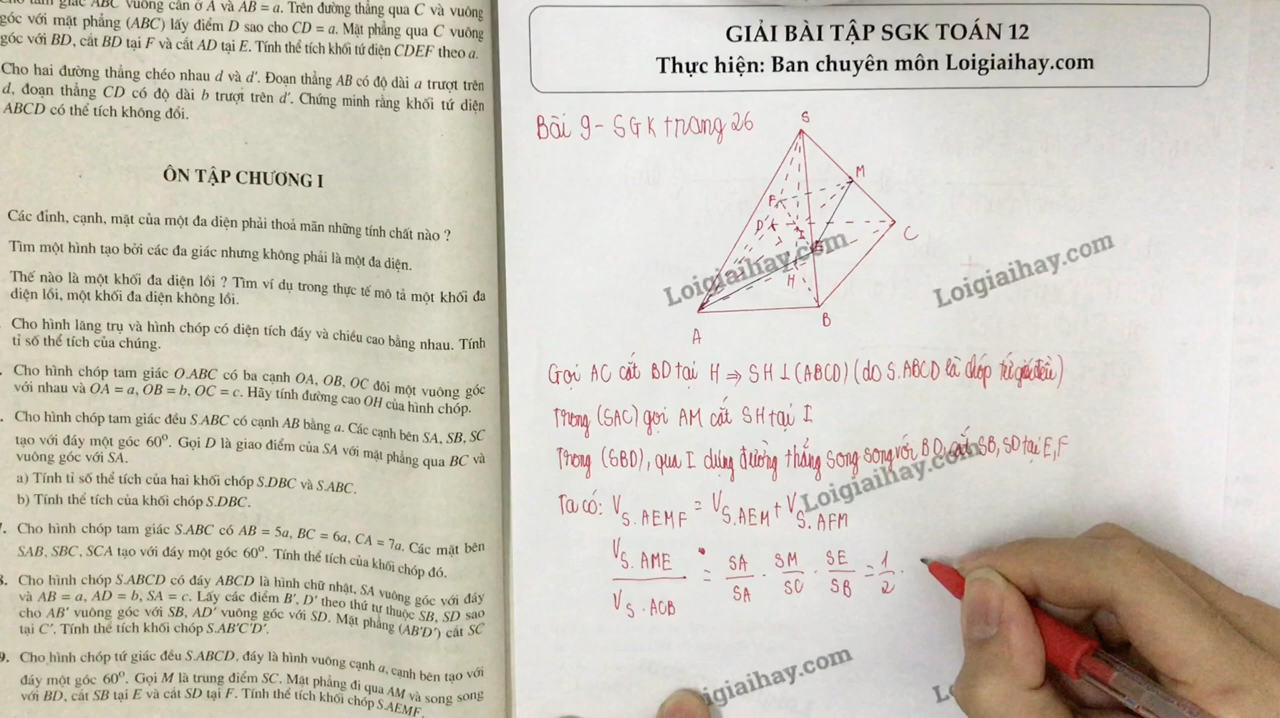 tam giác ABC vuông cân ở A và AB = a. Trên đường thẳng qua C và vuông
góc với mặt phẳng (ABC) lấy điểm D sao cho CD = a. Mặt phẳng qua C vuông
góc với BD, cắt BD tại F và cắt AD tại E. Tính thể tích khối tứ diện CDEF theo a.
Cho hai đường thẳng chéo nhau d và d'. Đoạn thẳng AB có độ dài a trượt trên
d, đoạn thẳng CD có độ dài b trượt trên d'. Chứng minh rằng khối tứ diện
ABCD có thể tích không đổi.
ÔN TẬP CHƯƠNG I
Các đỉnh, cạnh, mặt của một đa diện phải thoả mãn những tính chất nào ?
Tìm một hình tạo bởi các đa giác nhưng không phải là một đa diện.
Thế nào là một khối đa diện lồi ? Tìm ví dụ trong thực tế mô tả một khối đa
diện lồi, một khối đa diện không lồi.
Cho hình lăng trụ và hình chóp có diện tích đáy và chiều cao bằng nhau. Tính
tỉ số thể tích của chúng.
Cho hình chóp tam giác O.ABC có ba cạnh OA, OB, OC đôi một vuông góc
với nhau và OA = a, OB = b, OC = c. Hãy tính đường cao OH của hình chóp.
Cho hình chóp tam giác đều S.ABC có cạnh AB bằng a. Các cạnh bên SA, SB, SC
tạo với đáy một góc 60°. Gọi D là giao điểm của SA với mặt phẳng qua BC và
vuông góc với SA.
a) Tính tỉ số thể tích của hai khối chóp S.DBC và S.ABC.
b) Tính thể tích của khối chóp S.DBC.
Cho hình chóp tam giác S.ABC có AB = 5a, BC = 6a, CA = 7a. Các mặt bên
SAB, SBC, SCA tạo với đáy một góc 60°. Tính thể tích của khối chóp đó.
8. Cho hình chóp S.ABCD có đáy ABCD là hình chữ nhật, SA vuông góc với đáy
và AB = a, AD = b, SA = c. Lấy các điểm B', D' theo thứ tự thuộc SB, SD sao
cho AB' vuông góc với SB, AD' vuông góc với SD. Mặt phẳng (AB'D') cắt SC
tại C'. Tính thể tích khối chóp S.AB'C'D'.
9. Cho hình chóp tứ giác đều S.ABCD, đáy là hình vuông cạnh a, cạnh bên tạo với
đáy một góc 60°. Gọi M là trung điểm SC. Mặt phẳng đi qua AM và song song
với BD, cắt SB tại E và cắt SD tại F. Tính thể tích khối chóp S.AEMF.
GIẢI BÀI TẬP SGK TOÁN 12
Thực hiện: Ban chuyên môn Loigiaihay.com
Bài 9 - SGK trang 26
S
M
F
D
I
E
C
H
A
B
Loigiaihay.com
Loigiaihay.com
Gọi AC cắt BD tại H ⇒ SH ⊥ (ABCD) (do S.ABCD là chóp tứ giác đều)
Trong (SAC) gọi AM cắt SH tại I
Trong (SBD), qua I dựng đường thẳng song song với BD, cắt SB, SD tại E, F
Loigiaihay.com
Ta có: V S.AEMF = V S.AEM + V S.AFM
V S.AME / V S.ACB = SA/SA . SM/SC . SE/SB = 1/2 .
Loigiaihay.com
Lo